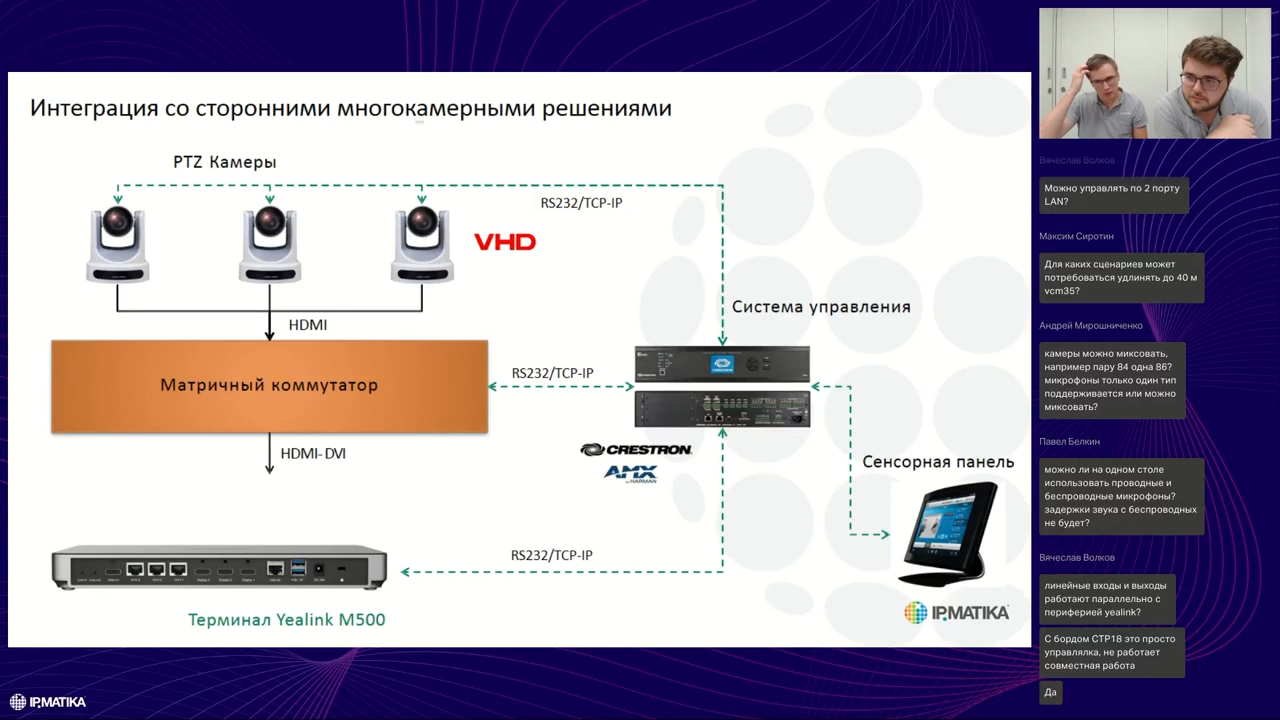 Интеграция со сторонними многокамерными решениями
PTZ Камеры
RS232/TCP-IP
VHD
Система управления
HDMI
Матричный коммутатор
RS232/TCP-IP
HDMI-DVI
CRESTRON
AMX
by HARMAN
Сенсорная панель
RS232/TCP-IP
Терминал Yealink M500
IP.MATIKA
IP.MATIKA
Вячеслав Волков
Можно управлять по 2 порту
LAN?
Максим Сиротин
Для каких сценариев может
потребоваться удлинять до 40 м
vcm35?
Андрей Мирошниченко
камеры можно миксовать,
например пару 84 одна 86?
микрофоны только один тип
поддерживается или можно
миксовать?
Павел Белкин
можно ли на одном столе
использовать проводные и
беспроводные микрофоны?
задержки звука с беспроводных
не будет?
Вячеслав Волков
линейные входы и выходы
работают параллельно с
периферией yealink?
С бордом CTP18 это просто
управлялка, не работает
совместная работа
Да